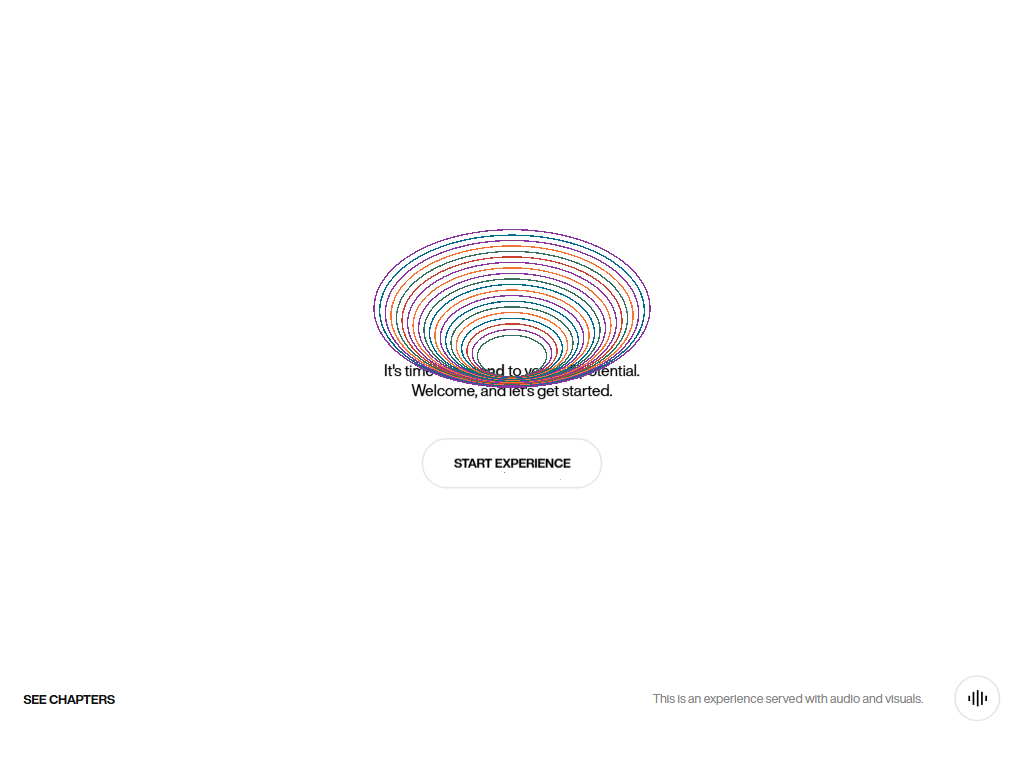 It's time to
Welcome, and let's get started.
START EXPERIENCE
SEE CHAPTERS
This is an experience served with audio and visuals.